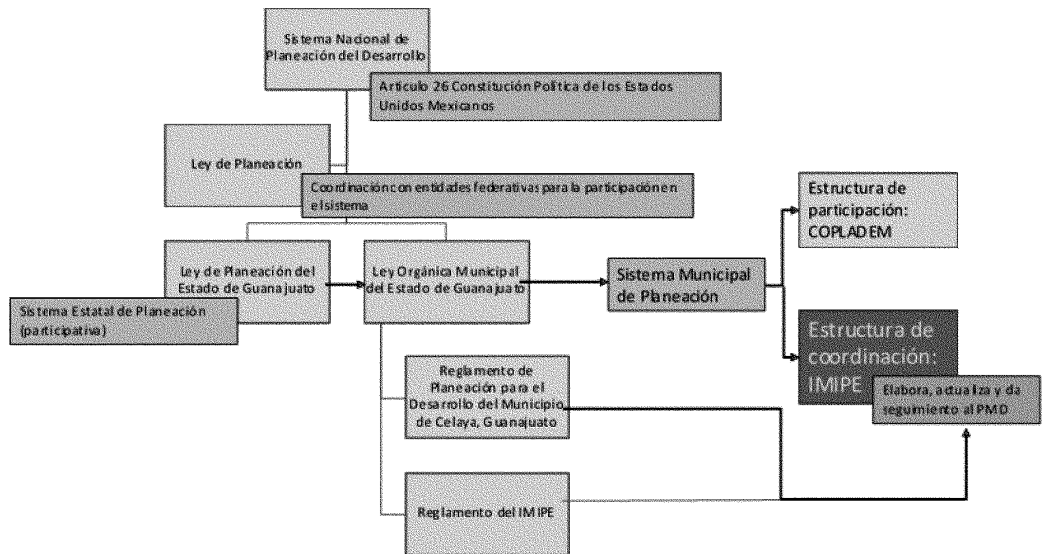 Sistema Nacional de
Planeación del Desarrollo
Articulo 26 Constitución Política de los Estados
Unidos Mexicanos
Ley de Planeación
Coordinación con entidades federativas para la participación en
el sistema
Estructura de
participación:
COPLADEM
Ley de Planeación del
Estado de Guanajuato
Ley Orgánica Municipal
del Estado de Guanajuato
Sistema Municipal
de Planeación
Sistema Estatal de Planeación
(participativa)
Estructura de
coordinación:
IMIPE
Elabora, actualiza y da
seguimiento al PMD
Reglamento de
Planeación para el
Desarrollo del Municipio
de Celaya, Guanajuato
Reglamento del IMIPE